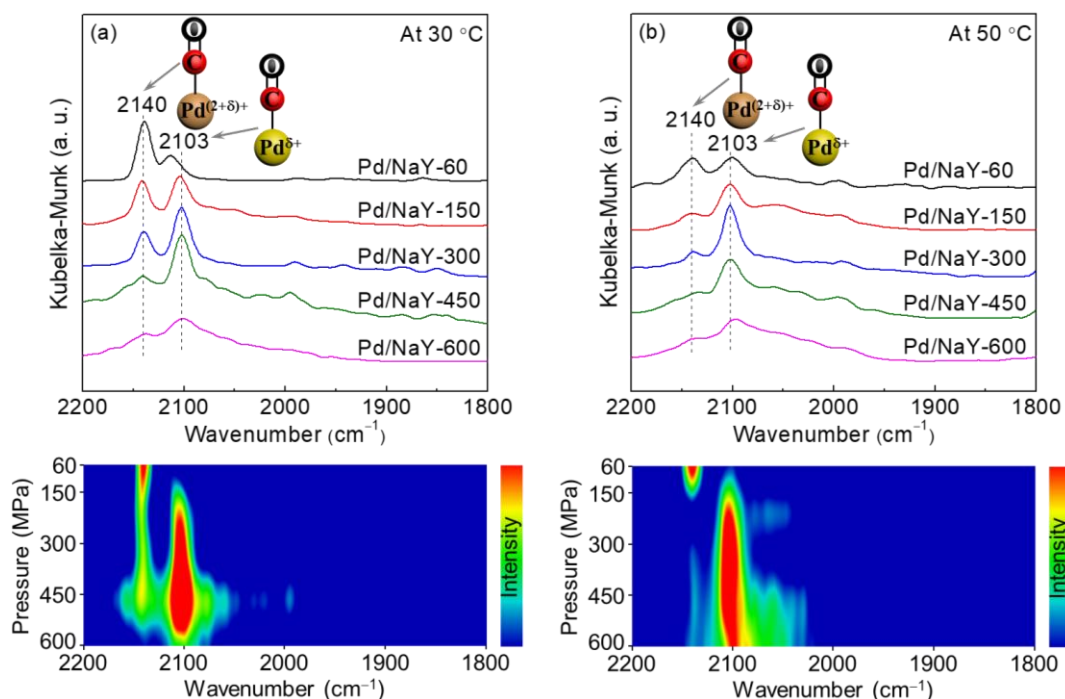 (a)
At 30 °C
O
C
Pd(2+δ)+
O
C
Pdδ+
2140
2103
Pd/NaY-60
Pd/NaY-150
Pd/NaY-300
Pd/NaY-450
Pd/NaY-600
Kubelka-Munk (a. u.)
2200 2100 2000 1900 1800
Wavenumber (cm⁻¹)
(b)
At 50 °C
O
C
Pd(2+δ)+
O
C
Pdδ+
2140
2103
Pd/NaY-60
Pd/NaY-150
Pd/NaY-300
Pd/NaY-450
Pd/NaY-600
Kubelka-Munk (a. u.)
2200 2100 2000 1900 1800
Wavenumber (cm⁻¹)
60
150
300
450
600
Pressure (MPa)
Intensity
2200 2100 2000 1900 1800
Wavenumber (cm⁻¹)
60
150
300
450
600
Pressure (MPa)
Intensity
2200 2100 2000 1900 1800
Wavenumber (cm⁻¹)